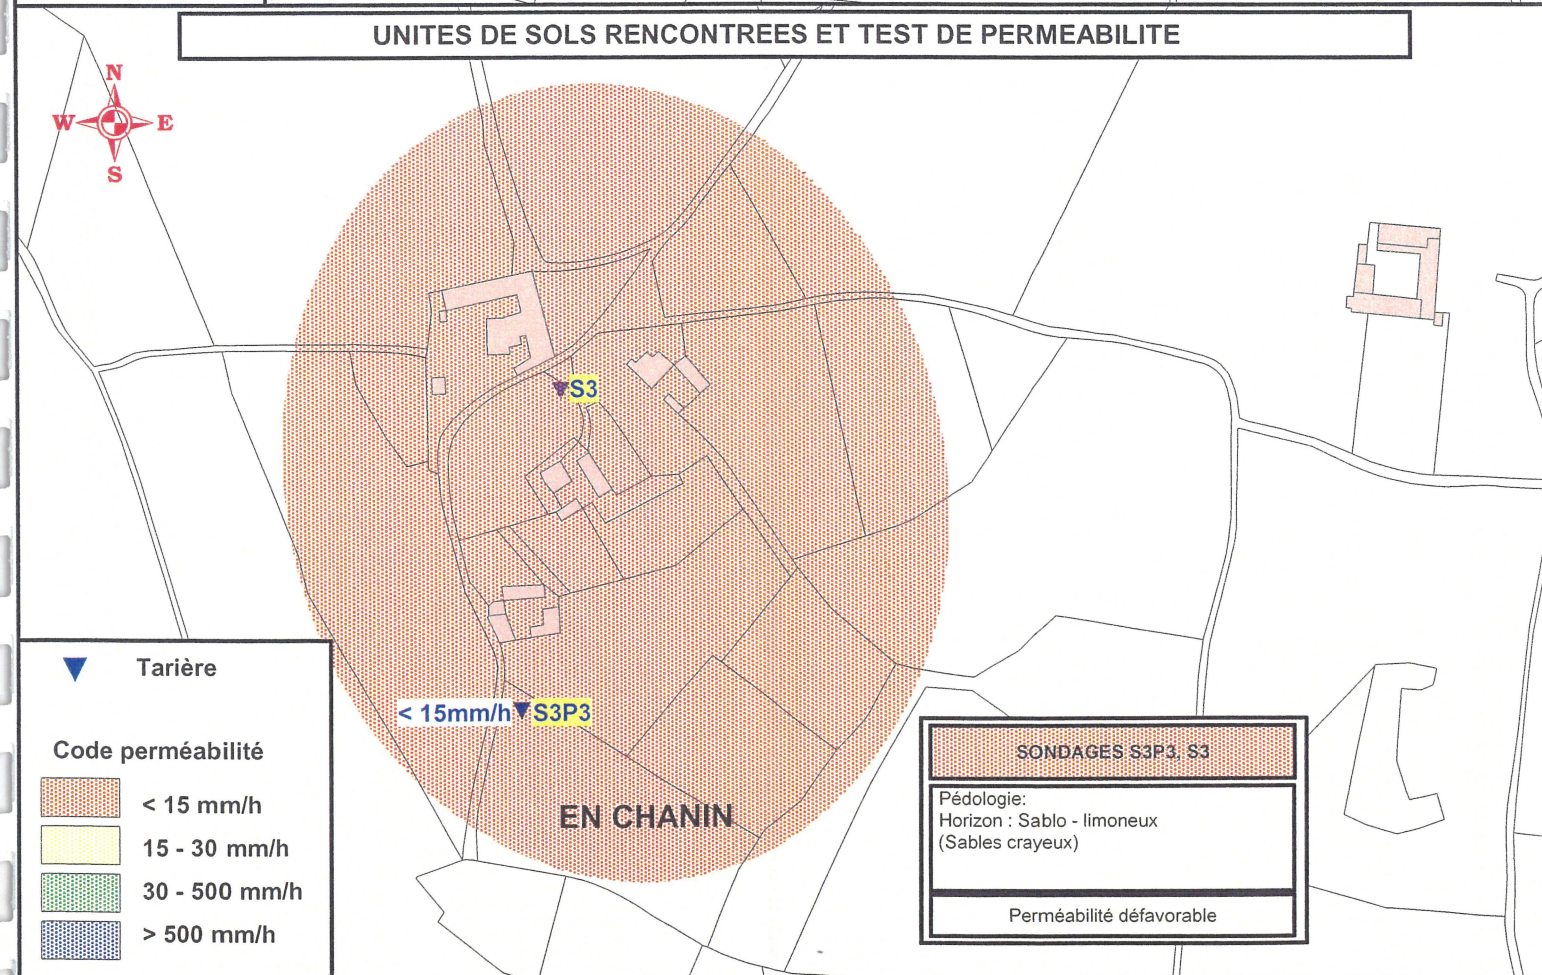 UNITES DE SOLS RENCONTREES ET TEST DE PERMEABILITE
N
W E
S
S3
< 15mm/h S3P3
EN CHANIN
Tarière
Code perméabilité
< 15 mm/h
15 - 30 mm/h
30 - 500 mm/h
> 500 mm/h
SONDAGES S3P3, S3
Pédologie:
Horizon : Sablo - limoneux
(Sables crayeux)
Perméabilité défavorable